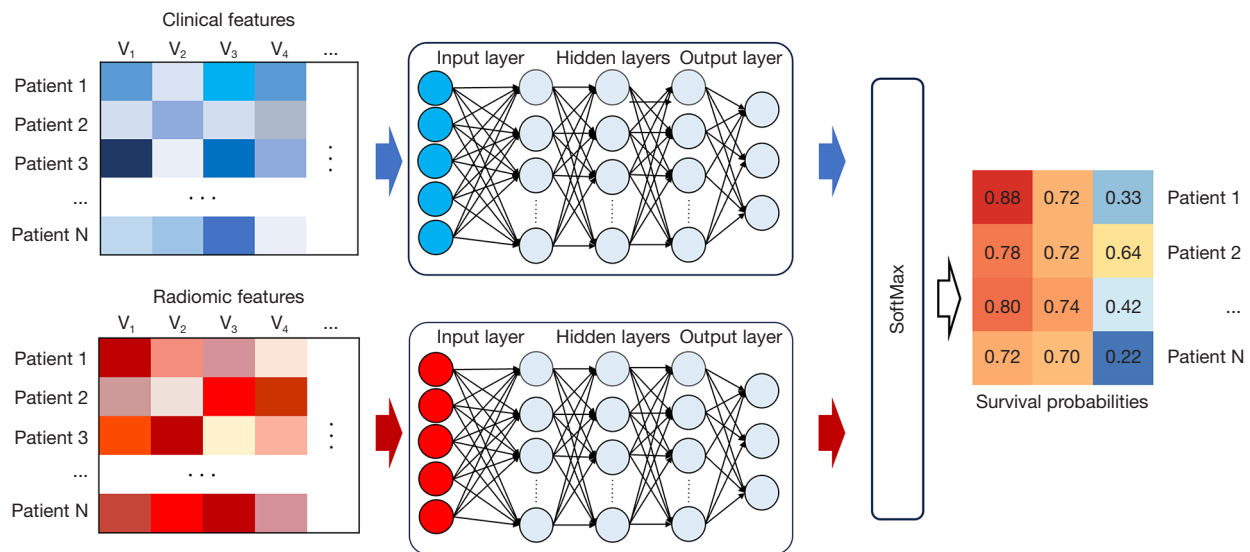 Clinical features
V1 V2 V3 V4 ...
Patient 1
Patient 2
Patient 3
...
Patient N
...
Input layer Hidden layers Output layer
Radiomic features
V1 V2 V3 V4 ...
Patient 1
Patient 2
Patient 3
...
Patient N
...
Input layer Hidden layers Output layer
SoftMax
0.88 0.72 0.33 Patient 1
0.78 0.72 0.64 Patient 2
0.80 0.74 0.42 ...
0.72 0.70 0.22 Patient N
Survival probabilities